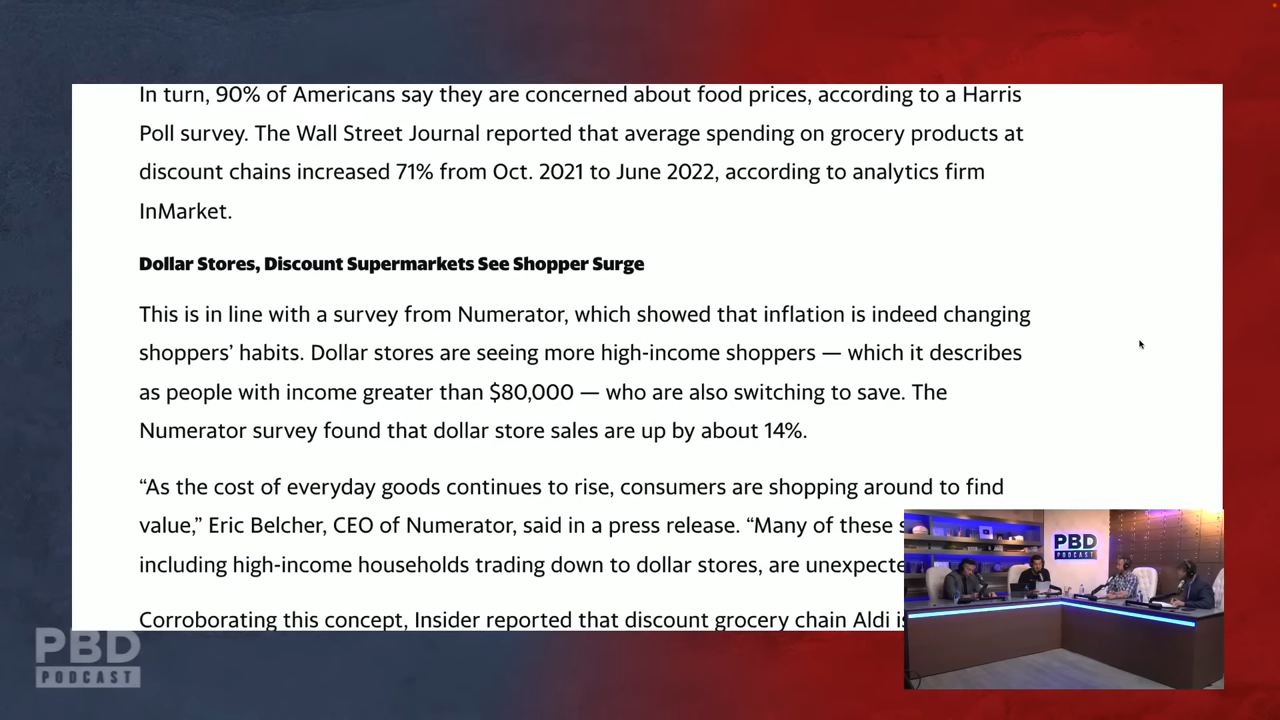 In turn, 90% of Americans say they are concerned about food prices, according to a Harris
Poll survey. The Wall Street Journal reported that average spending on grocery products at
discount chains increased 71% from Oct. 2021 to June 2022, according to analytics firm
InMarket.
Dollar Stores, Discount Supermarkets See Shopper Surge
This is in line with a survey from Numerator, which showed that inflation is indeed changing
shoppers’ habits. Dollar stores are seeing more high-income shoppers — which it describes
as people with income greater than $80,000 — who are also switching to save. The
Numerator survey found that dollar store sales are up by about 14%.
“As the cost of everyday goods continues to rise, consumers are shopping around to find
value,” Eric Belcher, CEO of Numerator, said in a press release. “Many of these
including high-income households trading down to dollar stores, are
Corroborating this concept, Insider reported that discount grocery chain Aldi
PBD
PODCAST
PBD
PODCAST